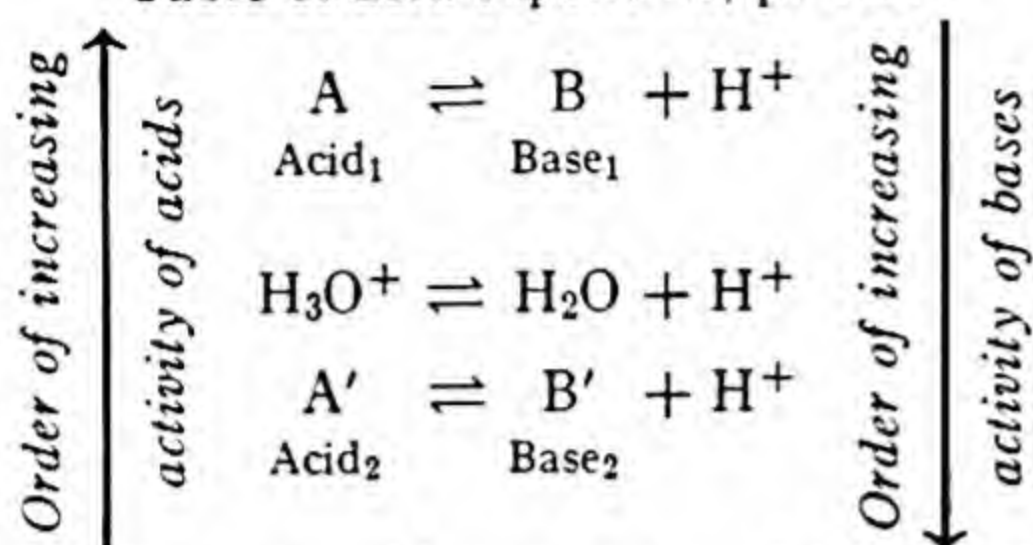 Order of increasing
activity of acids
A ⇌ B + H⁺
Acid₁ Base₁
H₃O⁺ ⇌ H₂O + H⁺
A′ ⇌ B′ + H⁺
Acid₂ Base₂
Order of increasing
activity of bases